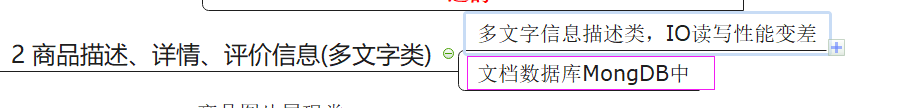 2 商品描述、详情、评价信息(多文字类)
多文字信息描述类，IO读写性能变差
文档数据库MongDB中